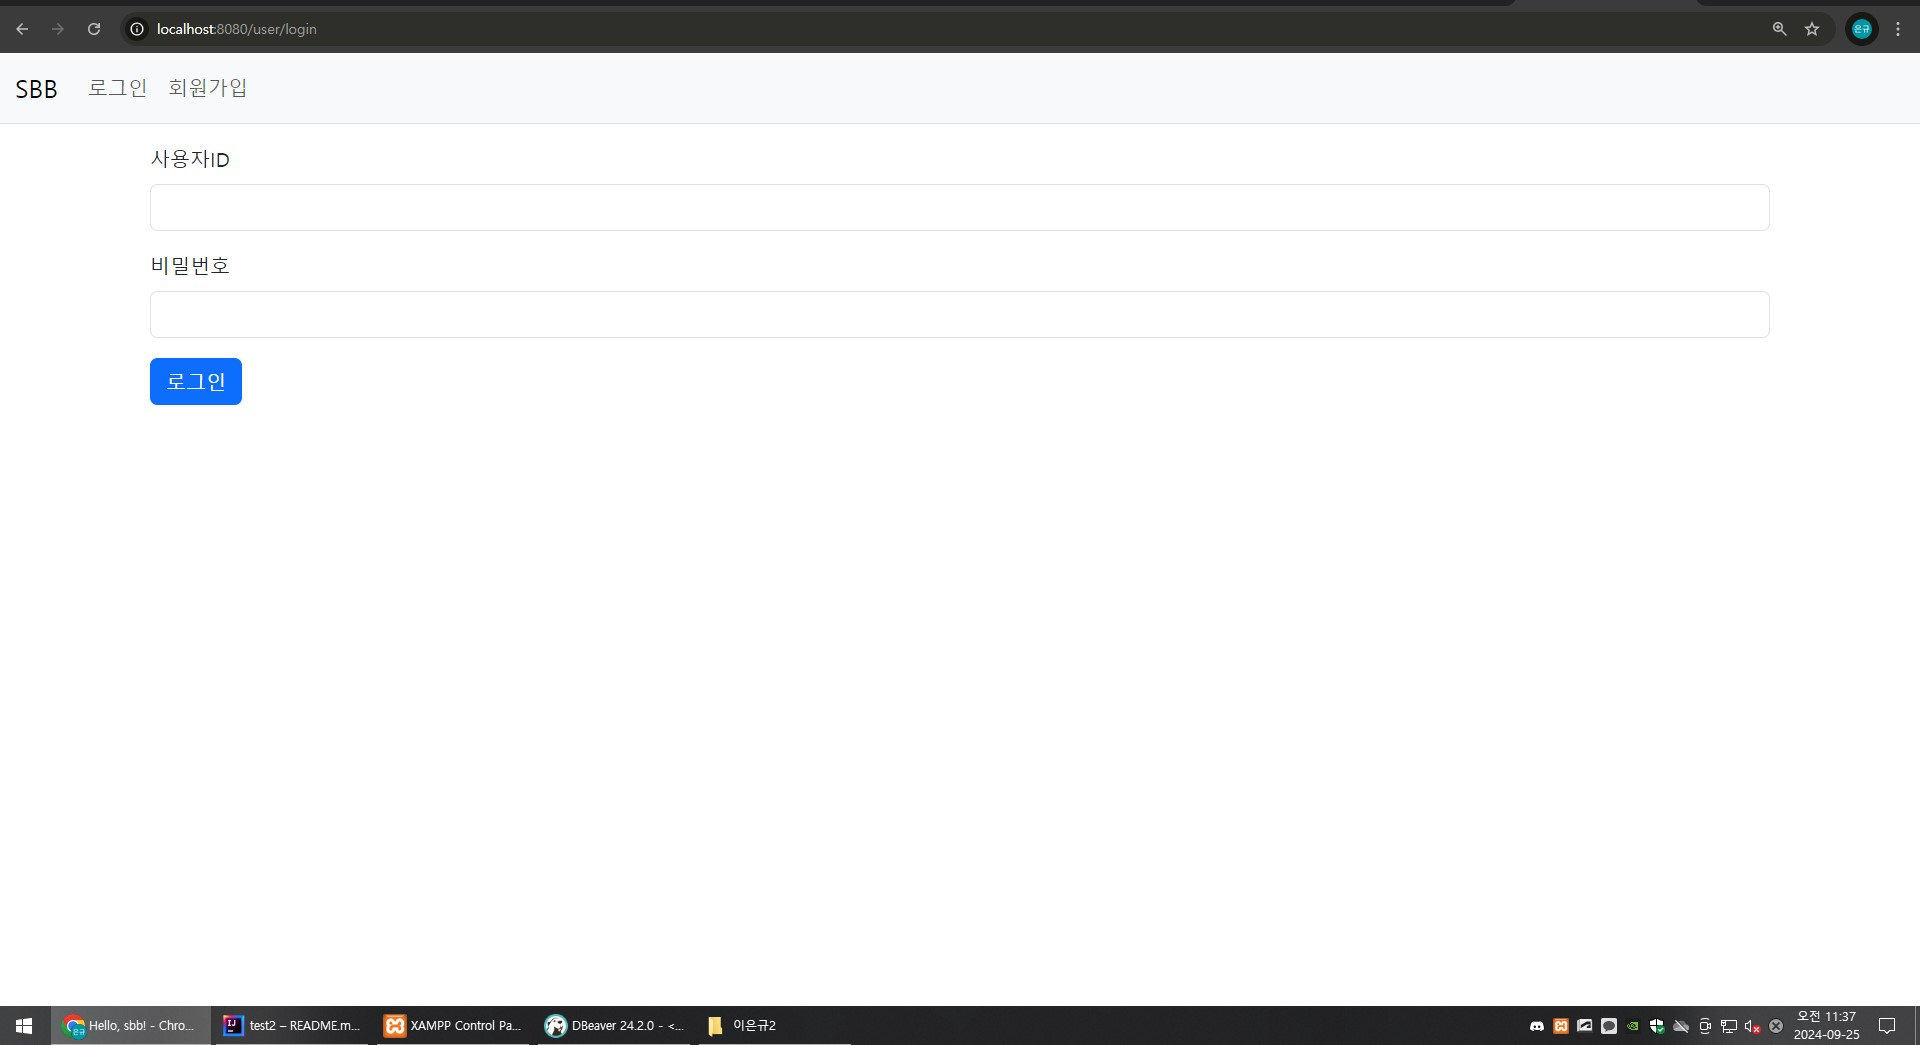 localhost:8080/user/login
은규
SBB 로그인 회원가입
사용자ID
비밀번호
로그인
Hello, sbb! - Chro... test2 – README.m... XAMPP Control Pa... DBeaver 24.2.0 - <... 이은규2
오전 11:37
2024-09-25